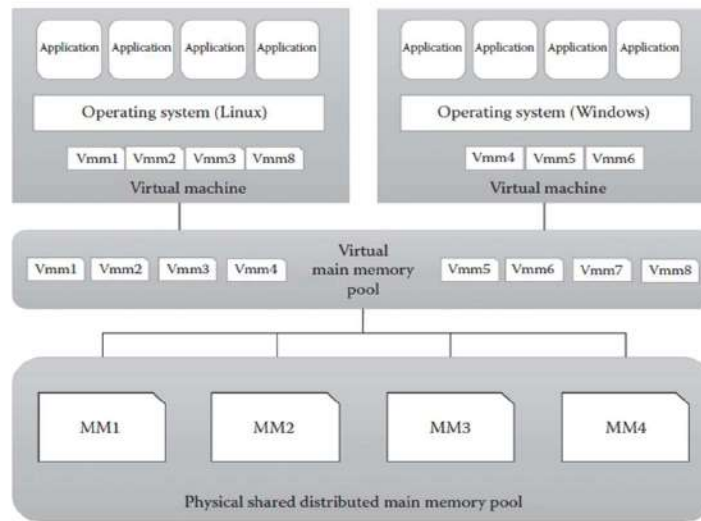 Application Application Application Application
Operating system (Linux)
Vmm1 Vmm2 Vmm3 Vmm8
Virtual machine
Application Application Application Application
Operating system (Windows)
Vmm4 Vmm5 Vmm6
Virtual machine
Vmm1 Vmm2 Vmm3 Vmm4
Virtual
main memory
pool
Vmm5 Vmm6 Vmm7 Vmm8
MM1 MM2 MM3 MM4
Physical shared distributed main memory pool